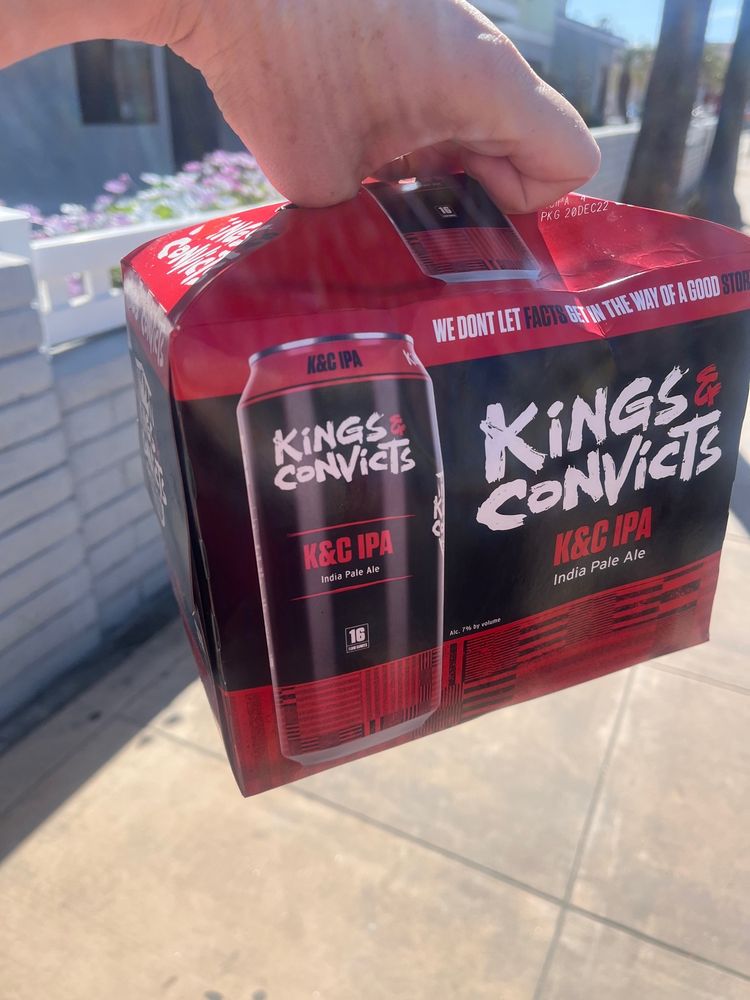 16
PKG 20DEC22
WE DONT LET FACTS GET IN THE WAY OF A GOOD
K&C IPA
KINGS &
CONVICTS
K&C IPA
India Pale Ale
16
KINGS &
CONVICTS
K&C IPA
India Pale Ale
Alc. 7% by volume